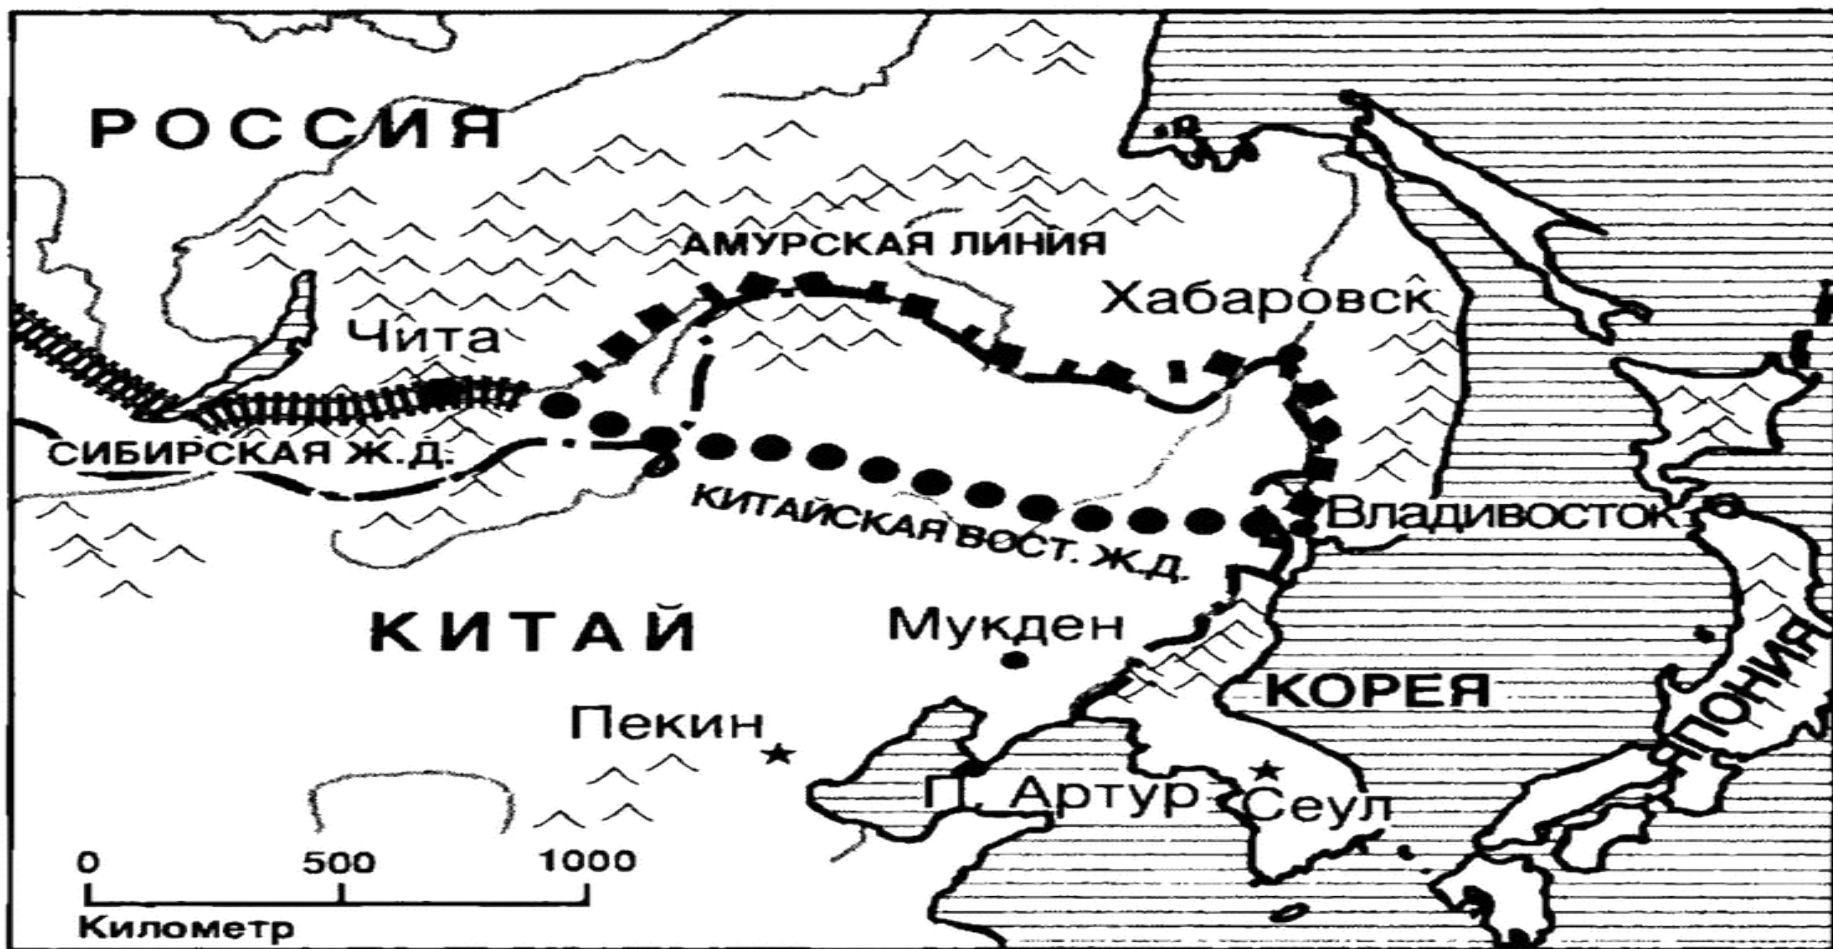 РОССИЯ
АМУРСКАЯ ЛИНИЯ
Хабаровск
Чита
СИБИРСКАЯ Ж.Д.
КИТАЙСКАЯ ВОСТ. Ж.Д.
Владивосток
КИТАЙ
Мукден
КОРЕЯ
ЯПОНИЯ
Пекин
П. Артур
Сеул
0 500 1000
Километр